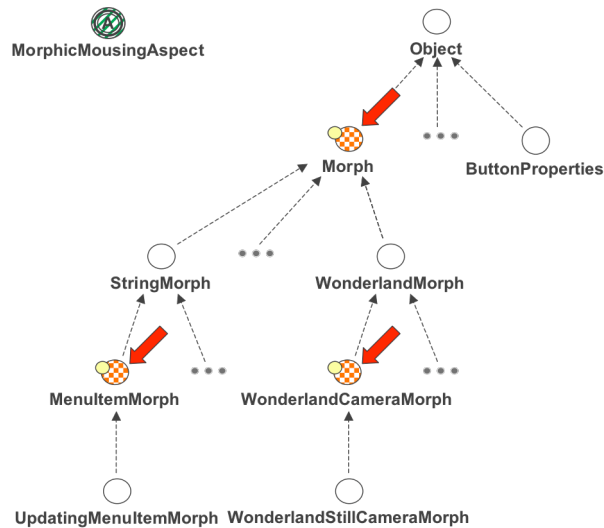 A
MorphicMousingAspect
Object
Morph
ButtonProperties
StringMorph
WonderlandMorph
MenuItemMorph
WonderlandCameraMorph
UpdatingMenuItemMorph
WonderlandStillCameraMorph